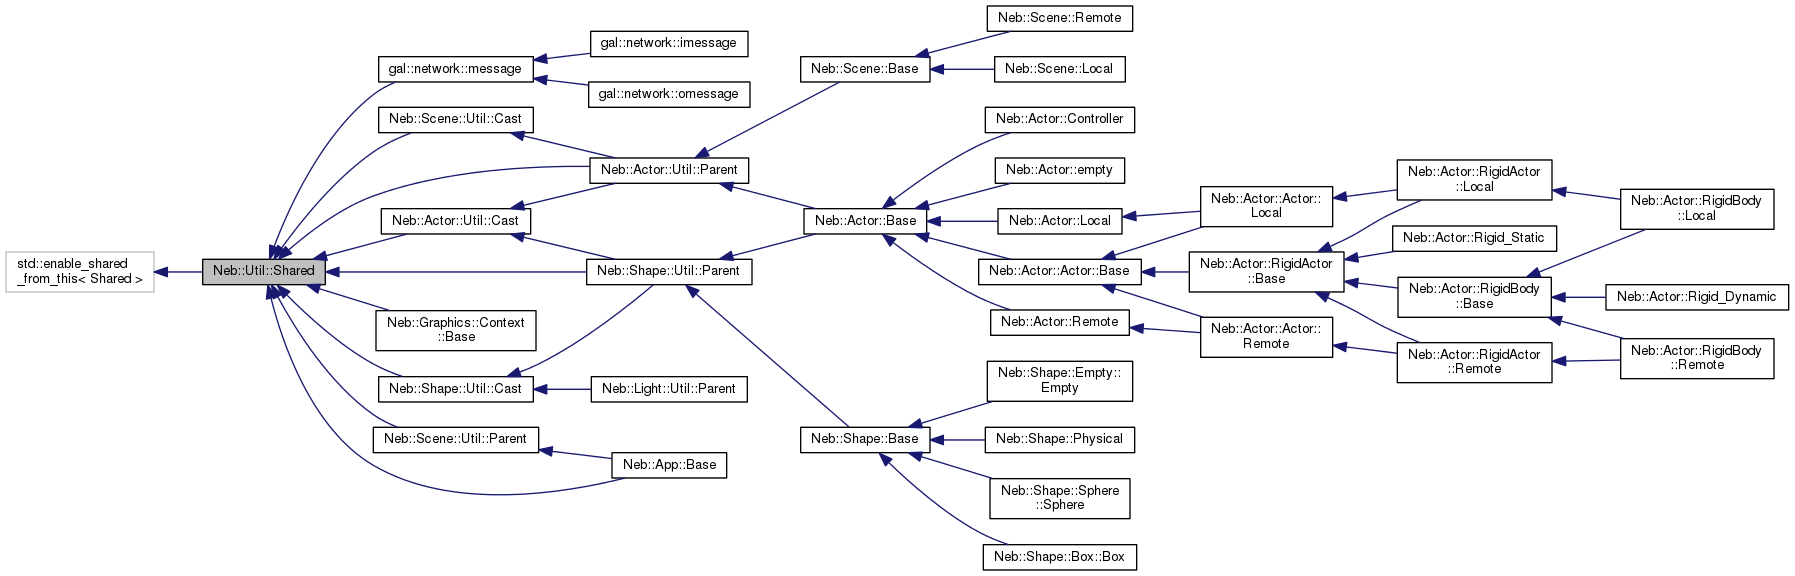 std::enable_shared
_from_this< Shared >
Neb::Util::Shared
gal::network::message
Neb::Scene::Util::Cast
Neb::Actor::Util::Cast
Neb::Graphics::Context
::Base
Neb::Shape::Util::Cast
Neb::Scene::Util::Parent
gal::network::imessage
gal::network::omessage
Neb::Actor::Util::Parent
Neb::Shape::Util::Parent
Neb::Light::Util::Parent
Neb::App::Base
Neb::Scene::Base
Neb::Actor::Base
Neb::Shape::Base
Neb::Scene::Remote
Neb::Scene::Local
Neb::Actor::Controller
Neb::Actor::empty
Neb::Actor::Local
Neb::Actor::Actor::Base
Neb::Actor::Remote
Neb::Shape::Empty::
Empty
Neb::Shape::Physical
Neb::Shape::Sphere
::Sphere
Neb::Shape::Box::Box
Neb::Actor::Actor::
Local
Neb::Actor::RigidActor
::Base
Neb::Actor::Actor::
Remote
Neb::Actor::RigidActor
::Local
Neb::Actor::Rigid_Static
Neb::Actor::RigidBody
::Base
Neb::Actor::RigidActor
::Remote
Neb::Actor::RigidBody
::Local
Neb::Actor::Rigid_Dynamic
Neb::Actor::RigidBody
::Remote